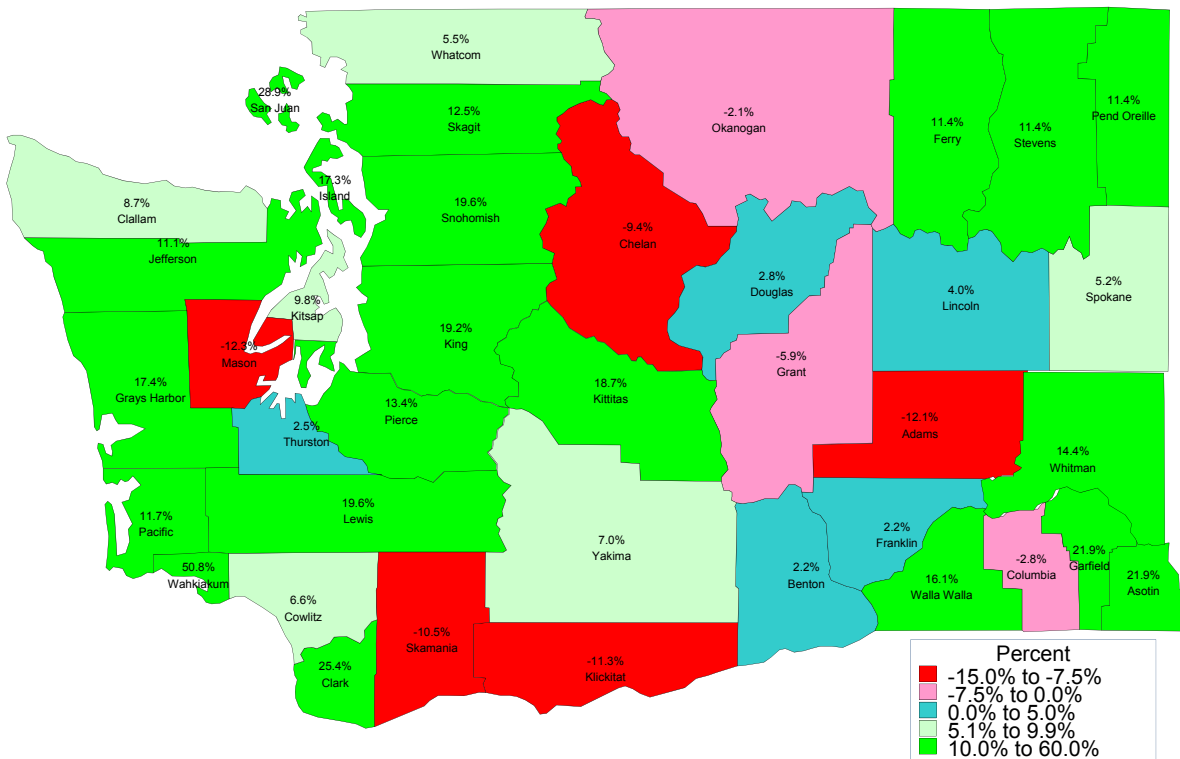 5.5%
Whatcom
28.9%
San Juan
12.5%
Skagit
-2.1%
Okanogan
11.4%
Ferry
11.4%
Stevens
11.4%
Pend Oreille
17.3%
Island
8.7%
Clallam
19.6%
Snohomish
-9.4%
Chelan
11.1%
Jefferson
2.8%
Douglas
4.0%
Lincoln
5.2%
Spokane
9.8%
Kitsap
19.2%
King
-12.3%
Mason
-5.9%
Grant
17.4%
Grays Harbor
18.7%
Kittitas
13.4%
Pierce
-12.1%
Adams
2.5%
Thurston
14.4%
Whitman
19.6%
Lewis
11.7%
Pacific
7.0%
Yakima
2.2%
Franklin
50.8%
Wahkiakum
2.2%
Benton
16.1%
Walla Walla
-2.8%
Columbia
21.9%
Garfield
21.9%
Asotin
6.6%
Cowlitz
-10.5%
Skamania
25.4%
Clark
-11.3%
Klickitat
Percent
-15.0% to -7.5%
-7.5% to 0.0%
0.0% to 5.0%
5.1% to 9.9%
10.0% to 60.0%